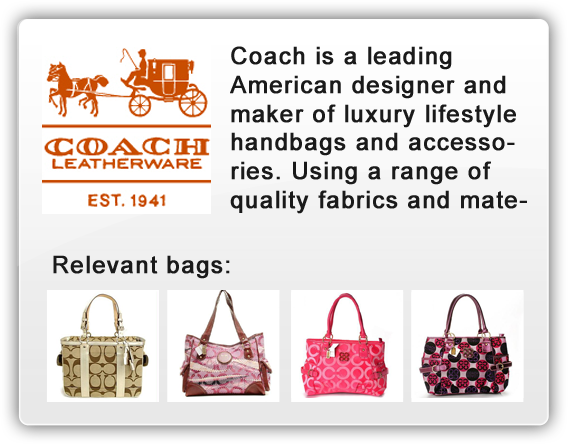 COACH
LEATHERWARE
EST. 1941
Coach is a leading
American designer and
maker of luxury lifestyle
handbags and accesso-
ries. Using a range of
quality fabrics and mate-
Relevant bags: